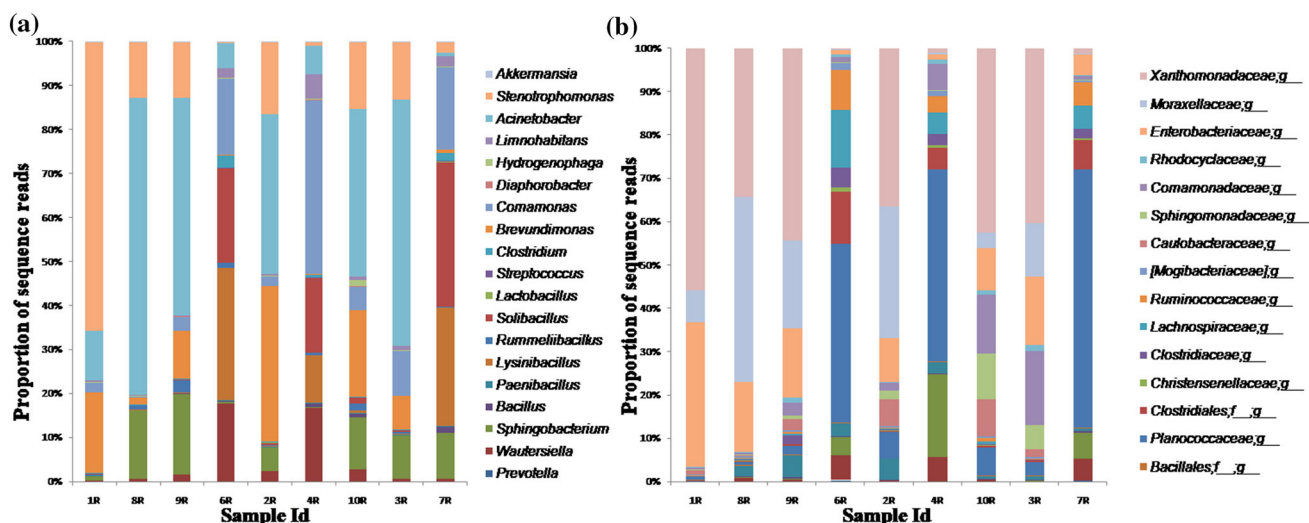 (a)
100%
90%
80%
70%
60%
50%
40%
30%
20%
10%
0%
Proportion of sequence reads
1R 8R 9R 6R 2R 4R 10R 3R 7R
Sample Id
Akkermansia
Stenotrophomonas
Acinetobacter
Limnohabitans
Hydrogenophaga
Diaphorobacter
Comamonas
Brevundimonas
Clostridium
Streptococcus
Lactobacillus
Solibacillus
Rummeliibacillus
Lysinibacillus
Paenibacillus
Bacillus
Sphingobacterium
Wautersiella
Prevotella
(b)
100%
90%
80%
70%
60%
50%
40%
30%
20%
10%
0%
Proportion of sequence reads
1R 8R 9R 6R 2R 4R 10R 3R 7R
Sample Id
Xanthomonadaceae;g__
Moraxellaceae;g__
Enterobacteriaceae;g__
Rhodocyclaceae;g__
Comamonadaceae;g__
Sphingomonadaceae;g__
Caulobacteraceae;g__
[Mogibacteriaceae];g__
Ruminococcaceae;g__
Lachnospiraceae;g__
Clostridiaceae;g__
Christensenellaceae;g__
Clostridiales;f__;g__
Planococcaceae;g__
Bacillales;f__;g__